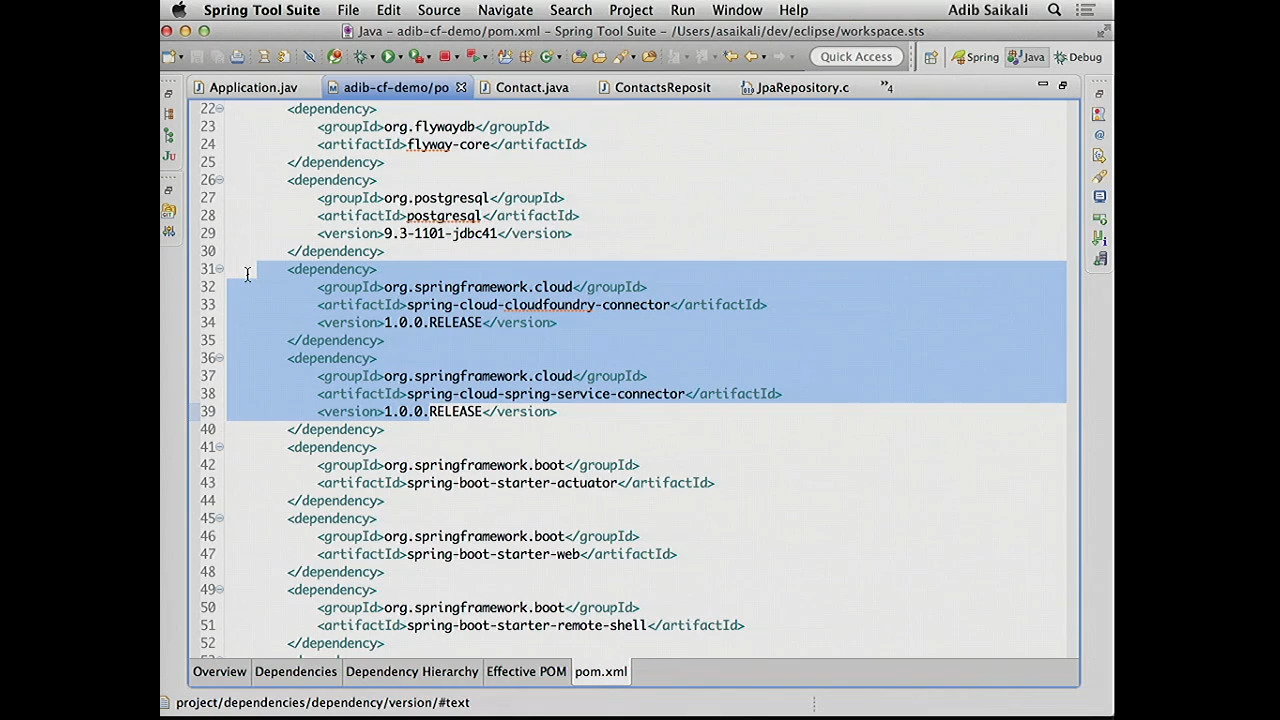 Spring Tool Suite File Edit Source Navigate Search Project Run Window Help Adib Saikali
Java – adib-cf-demo/pom.xml – Spring Tool Suite – /Users/asaikali/dev/eclipse/workspace.sts
Quick Access Spring Java Debug
Application.jav adib-cf-demo/po Contact.java ContactsReposit JpaRepository.c »4
22 <dependency>
23 <groupId>org.flywaydb</groupId>
24 <artifactId>flyway-core</artifactId>
25 </dependency>
26 <dependency>
27 <groupId>org.postgresql</groupId>
28 <artifactId>postgresql</artifactId>
29 <version>9.3-1101-jdbc41</version>
30 </dependency>
31 <dependency>
32 <groupId>org.springframework.cloud</groupId>
33 <artifactId>spring-cloud-cloudfoundry-connector</artifactId>
34 <version>1.0.0.RELEASE</version>
35 </dependency>
36 <dependency>
37 <groupId>org.springframework.cloud</groupId>
38 <artifactId>spring-cloud-spring-service-connector</artifactId>
39 <version>1.0.0.RELEASE</version>
40 </dependency>
41 <dependency>
42 <groupId>org.springframework.boot</groupId>
43 <artifactId>spring-boot-starter-actuator</artifactId>
44 </dependency>
45 <dependency>
46 <groupId>org.springframework.boot</groupId>
47 <artifactId>spring-boot-starter-web</artifactId>
48 </dependency>
49 <dependency>
50 <groupId>org.springframework.boot</groupId>
51 <artifactId>spring-boot-starter-remote-shell</artifactId>
52 </dependency>
Overview Dependencies Dependency Hierarchy Effective POM pom.xml
project/dependencies/dependency/version/#text